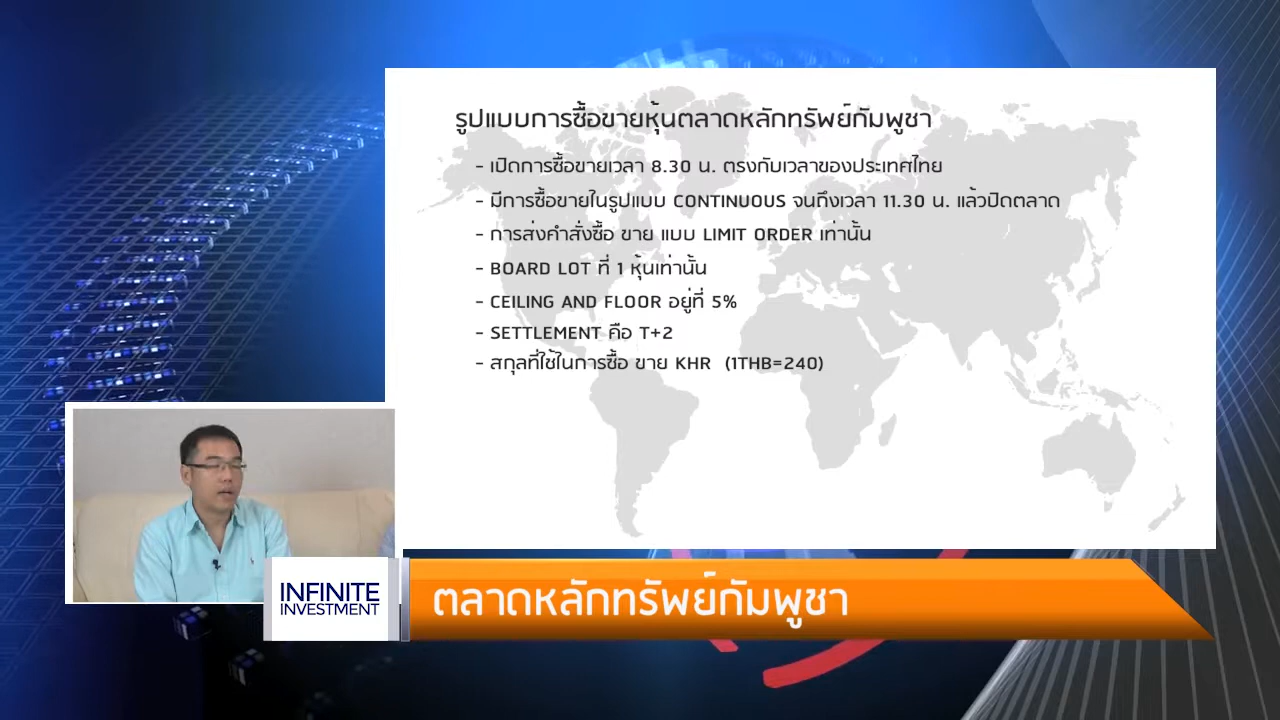 รูปแบบการซื้อขายหุ้นตลาดหลักทรัพย์กัมพูชา
- เปิดการซื้อขายเวลา 8.30 น. ตรงกับเวลาของประเทศไทย
- มีการซื้อขายในรูปแบบ CONTINUOUS จนถึงเวลา 11.30 น. แล้วปิดตลาด
- การส่งคำสั่งซื้อ ขาย แบบ LIMIT ORDER เท่านั้น
- BOARD LOT ที่ 1 หุ้นเท่านั้น
- CEILING AND FLOOR อยู่ที่ 5%
- SETTLEMENT คือ T+2
- สกุลที่ใช้ในการซื้อ ขาย KHR (1THB=240)
INFINITE
INVESTMENT
ตลาดหลักทรัพย์กัมพูชา